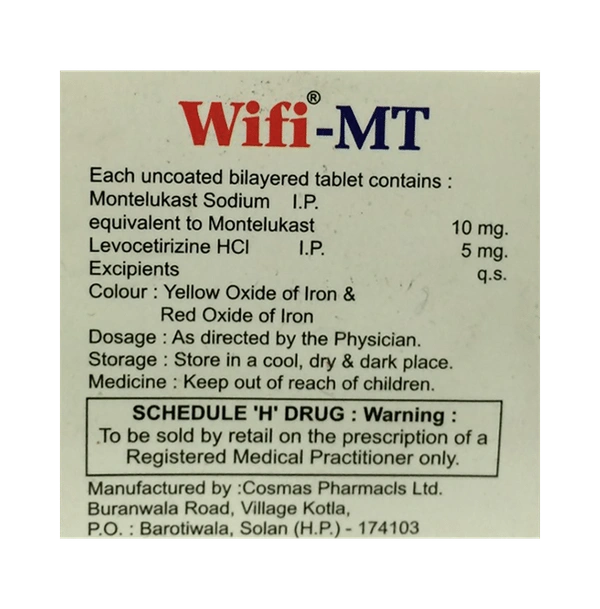 Wifi®-MT
Each uncoated bilayered tablet contains :
Montelukast Sodium I.P.
equivalent to Montelukast 10 mg.
Levocetirizine HCl I.P. 5 mg.
Excipients q.s.
Colour : Yellow Oxide of Iron &
Red Oxide of Iron
Dosage : As directed by the Physician.
Storage : Store in a cool, dry & dark place.
Medicine : Keep out of reach of children.
SCHEDULE 'H' DRUG : Warning :
To be sold by retail on the prescription of a
Registered Medical Practitioner only.
Manufactured by :Cosmas Pharmacls Ltd.
Buranwala Road, Village Kotla,
P.O. : Barotiwala, Solan (H.P.) - 174103